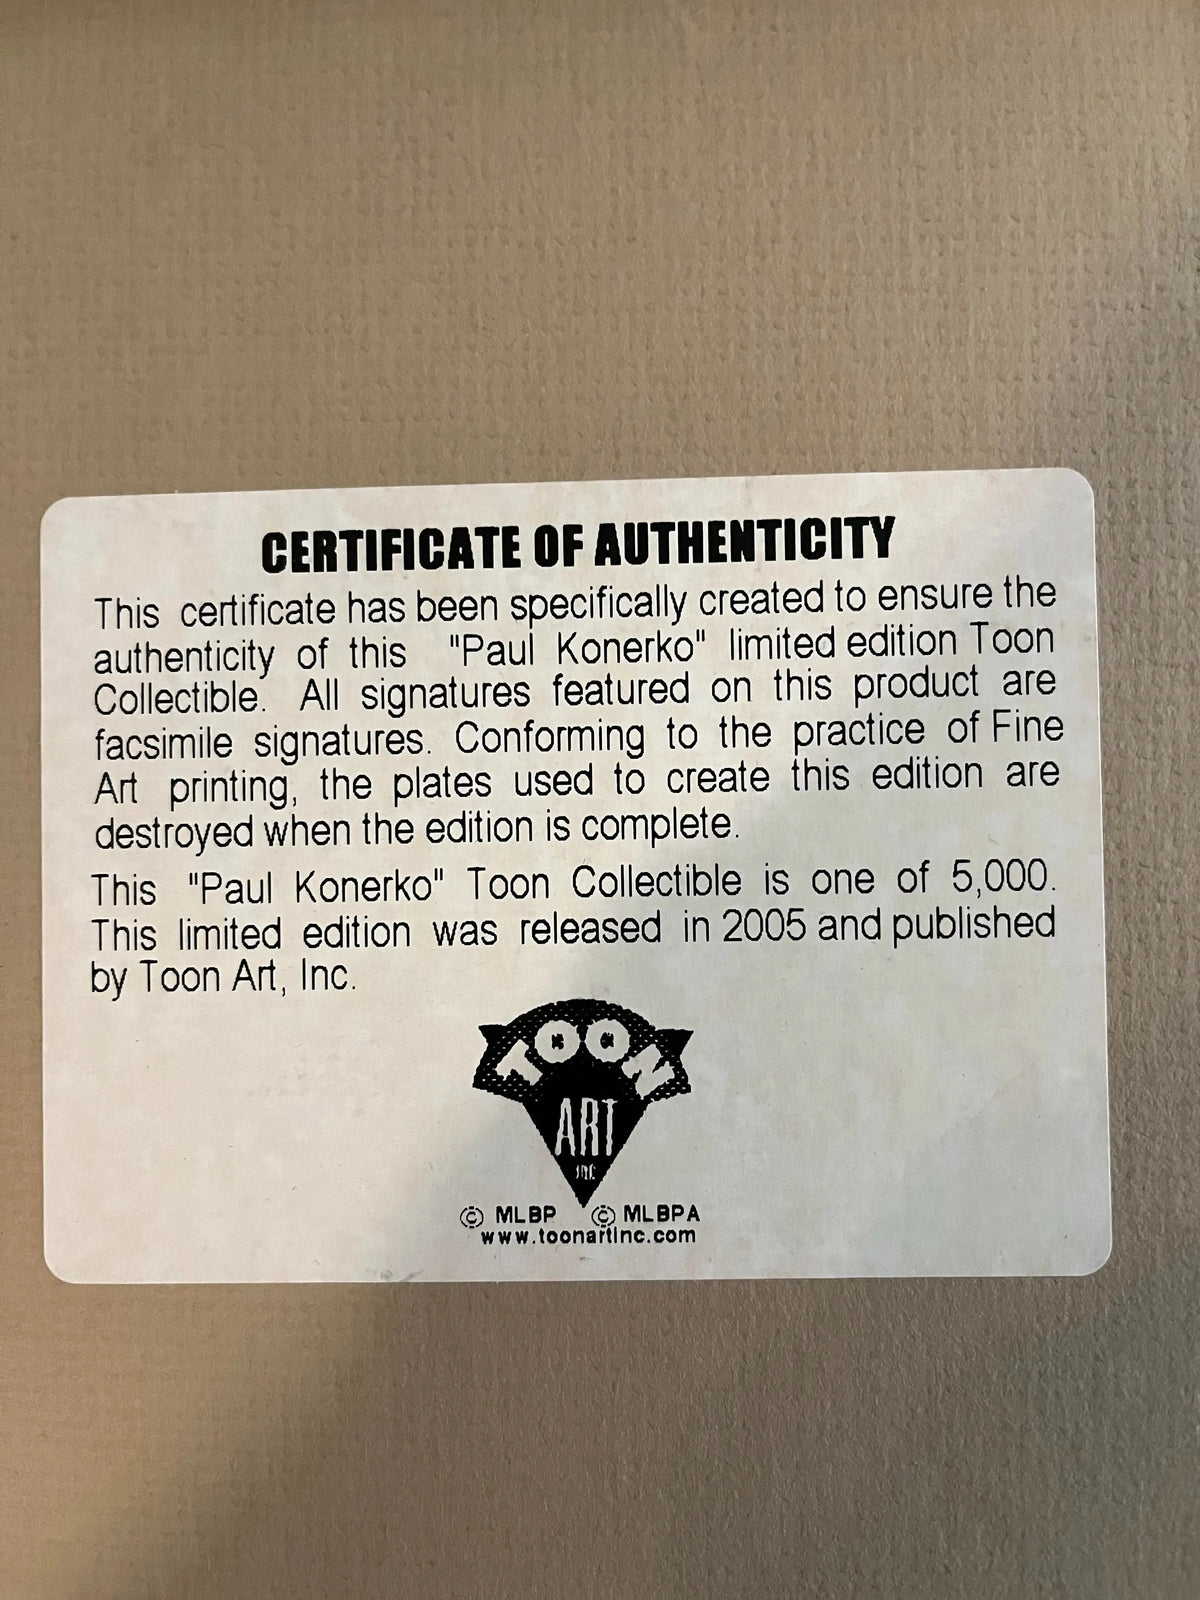 CERTIFICATE OF AUTHENTICITY
This certificate has been specifically created to ensure the
authenticity of this "Paul Konerko" limited edition Toon
Collectible. All signatures featured on this product are
facsimile signatures. Conforming to the practice of Fine
Art printing, the plates used to create this edition are
destroyed when the edition is complete.
This "Paul Konerko" Toon Collectible is one of 5,000.
This limited edition was released in 2005 and published
by Toon Art, Inc.
TOON
ART
INC
© MLBP © MLBPA
www.toonartinc.com